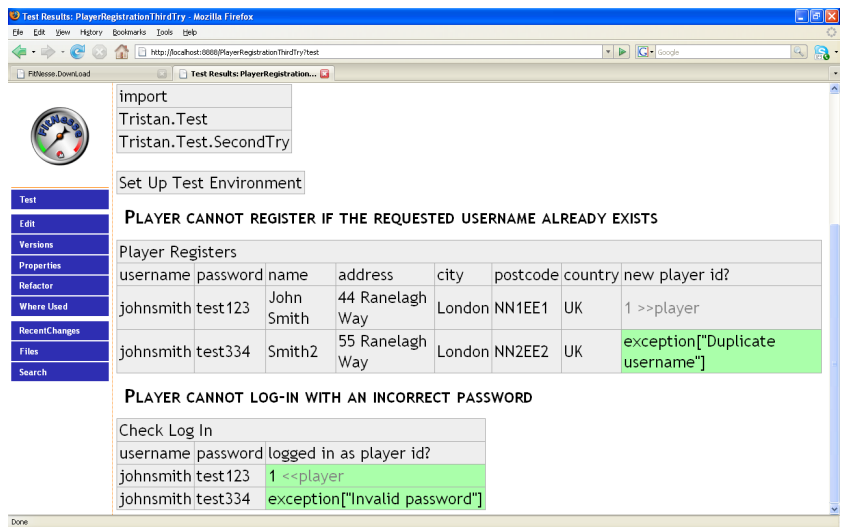 Test Results: PlayerRegistrationThirdTry - Mozilla Firefox
File Edit View History Bookmarks Tools Help
http://localhost:8888/PlayerRegistrationThirdTry?test
Google
FitNesse.DownLoad
Test Results: PlayerRegistration...
FitNesse
Test
Edit
Versions
Properties
Refactor
Where Used
RecentChanges
Files
Search
import
Tristan.Test
Tristan.Test.SecondTry
Set Up Test Environment
PLAYER CANNOT REGISTER IF THE REQUESTED USERNAME ALREADY EXISTS
Player Registers
username password name address city postcode country new player id?
johnsmith test123 John Smith 44 Ranelagh Way London NN1EE1 UK 1 >>player
johnsmith test334 Smith2 55 Ranelagh Way London NN2EE2 UK exception["Duplicate username"]
PLAYER CANNOT LOG-IN WITH AN INCORRECT PASSWORD
Check Log In
username password logged in as player id?
johnsmith test123 1 <<player
johnsmith test334 exception["Invalid password"]
Done